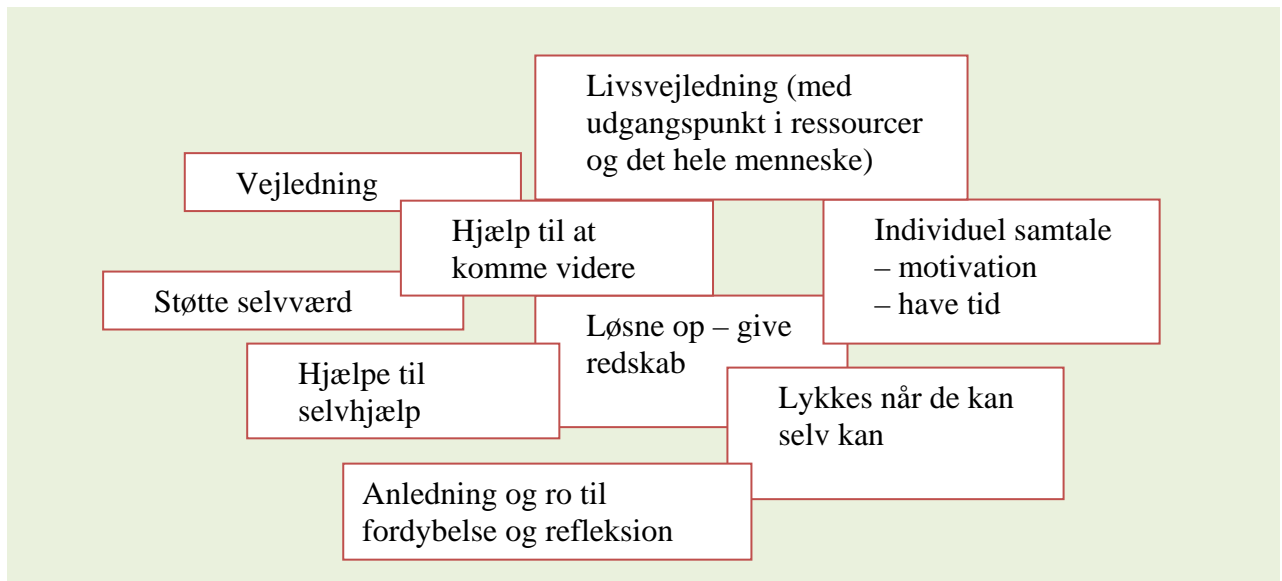 Livsvejledning (med
udgangspunkt i ressourcer
og det hele menneske)
Vejledning
Hjælp til at
komme videre
Individuel samtale
– motivation
– have tid
Støtte selvværd
Løsne op – give
redskab
Hjælpe til
selvhjælp
Lykkes når de kan
selv kan
Anledning og ro til
fordybelse og refleksion